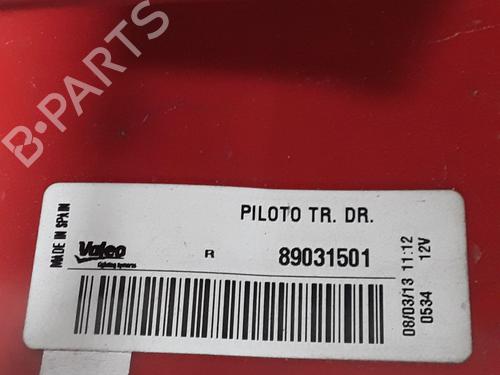 B-PARTS
MADE IN SPAIN
PILOTO TR. DR.
Valeo
Lighting Systems
R
89031501
08/03/13 11:12
0534 12V